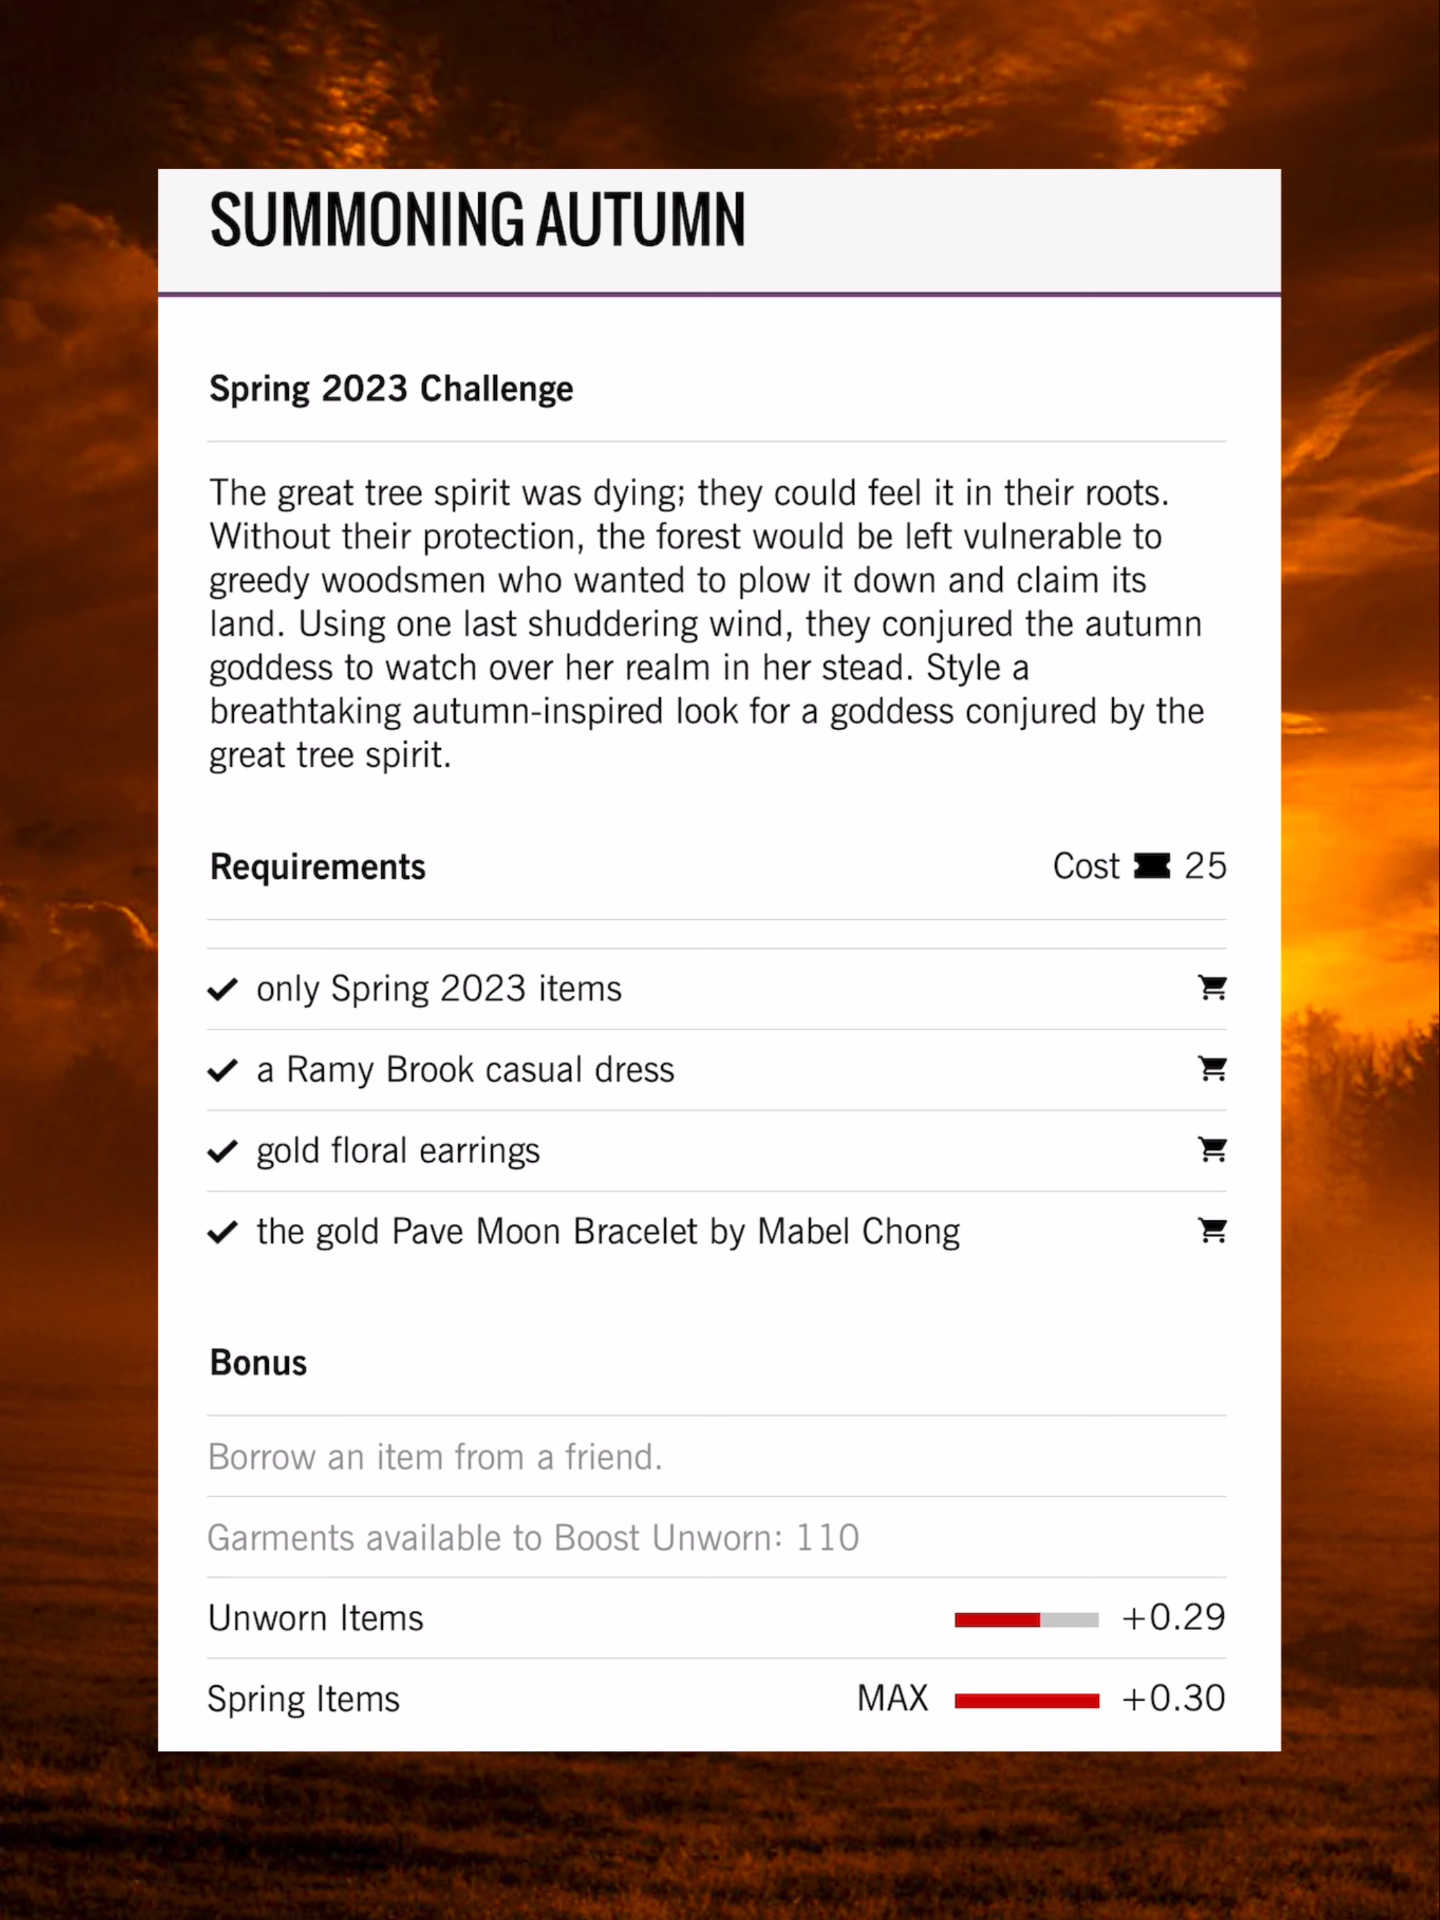 SUMMONING AUTUMN
Spring 2023 Challenge
The great tree spirit was dying; they could feel it in their roots.
Without their protection, the forest would be left vulnerable to
greedy woodsmen who wanted to plow it down and claim its
land. Using one last shuddering wind, they conjured the autumn
goddess to watch over her realm in her stead. Style a
breathtaking autumn-inspired look for a goddess conjured by the
great tree spirit.
Requirements Cost 25
only Spring 2023 items
a Ramy Brook casual dress
gold floral earrings
the gold Pave Moon Bracelet by Mabel Chong
Bonus
Borrow an item from a friend.
Garments available to Boost Unworn: 110
Unworn Items +0.29
Spring Items MAX +0.30